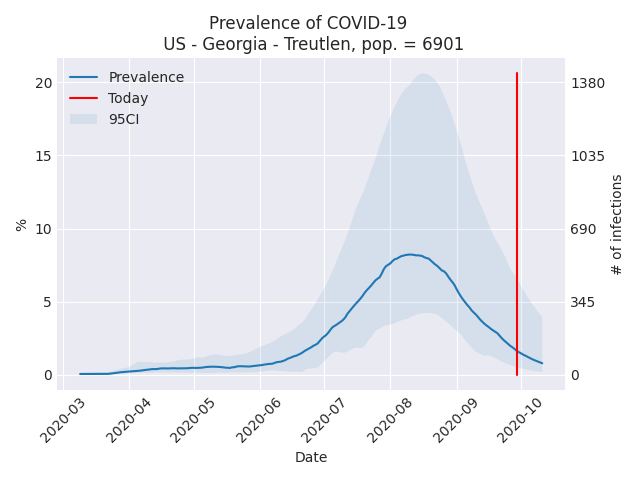 Prevalence of COVID-19
US - Georgia - Treutlen, pop. = 6901
Prevalence
Today
95CI
20
15
10
5
0
%
1380
1035
690
345
0
# of infections
2020-03
2020-04
2020-05
2020-06
2020-07
2020-08
2020-09
2020-10
Date